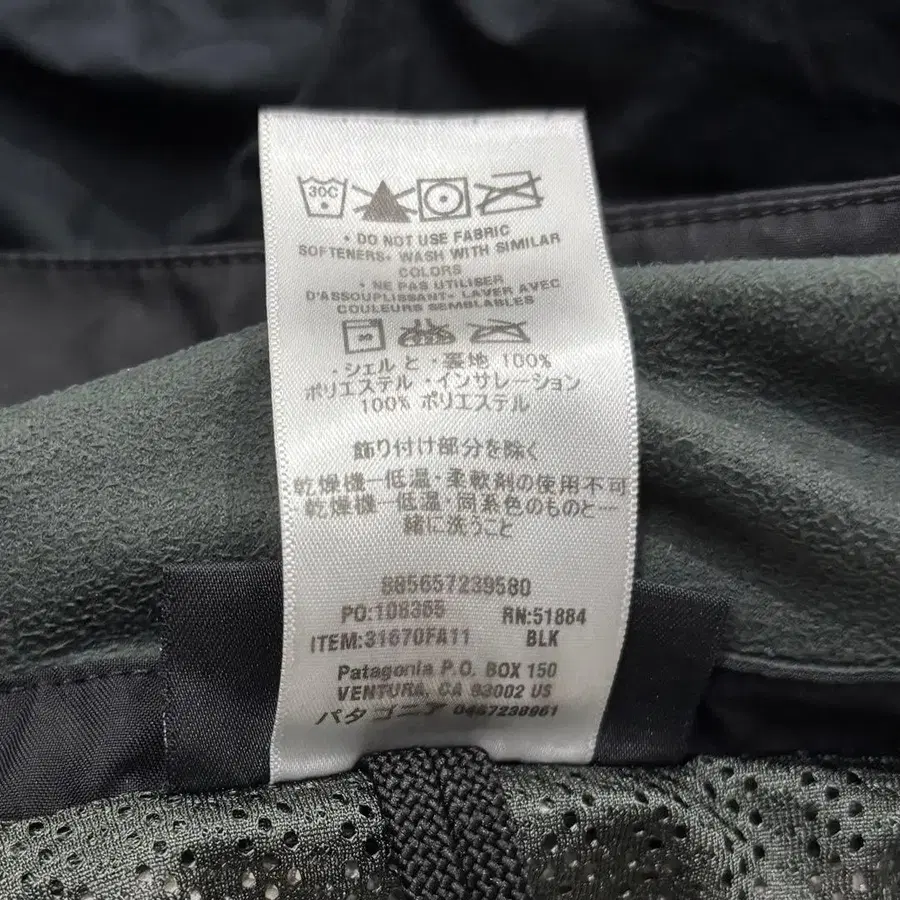 30C
• DO NOT USE FABRIC
SOFTENERS• WASH WITH SIMILAR
COLORS
• NE PAS UTILISER
D'ASSOUPLISSANT• LAVER AVEC
COULEURS SEMBLABLES
・シェルと・裏地 100%
ポリエステル・インサレーション
100% ポリエステル
飾り付け部分を除く
乾燥機―低温・柔軟剤の使用不可
乾燥機―低温・同系色のものと一
緒に洗うこと
885657239580
PO:108365 RN:51884
ITEM:31670FA11 BLK
Patagonia P.O. BOX 150
VENTURA, CA 93002 US
パタゴニア 0467238961